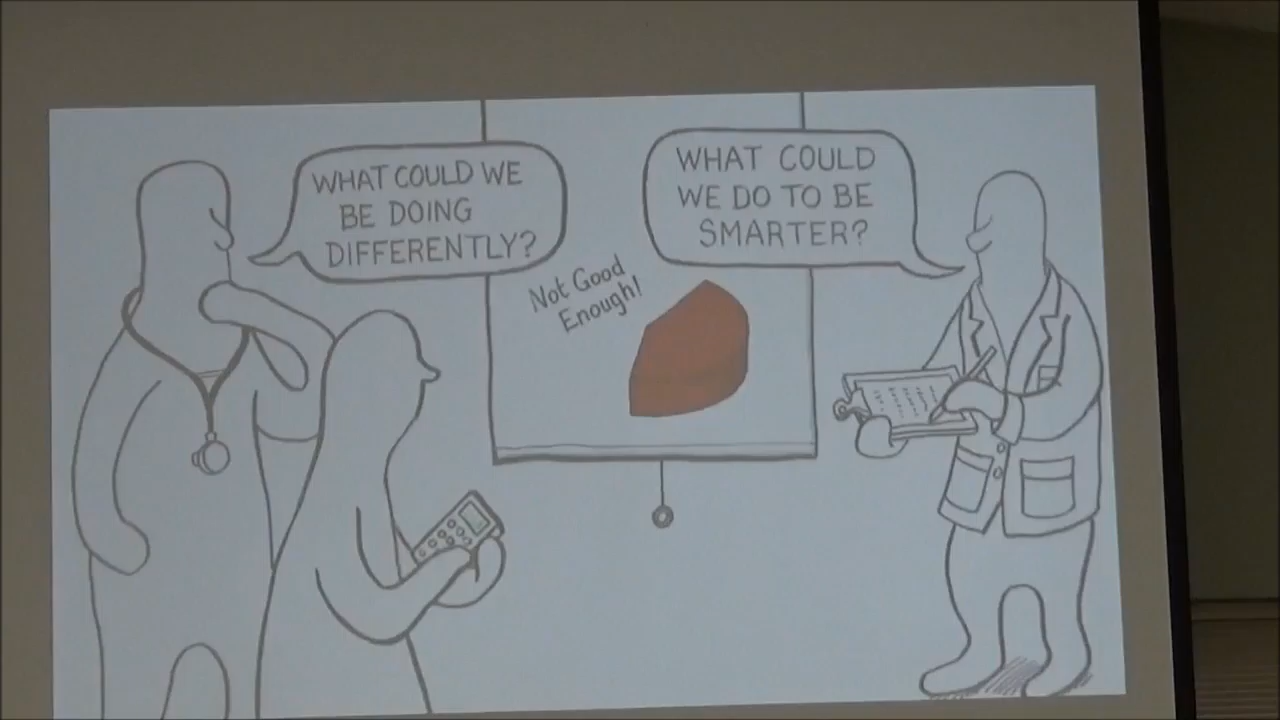 WHAT COULD WE
BE DOING
DIFFERENTLY?
WHAT COULD
WE DO TO BE
SMARTER?
Not Good
Enough!